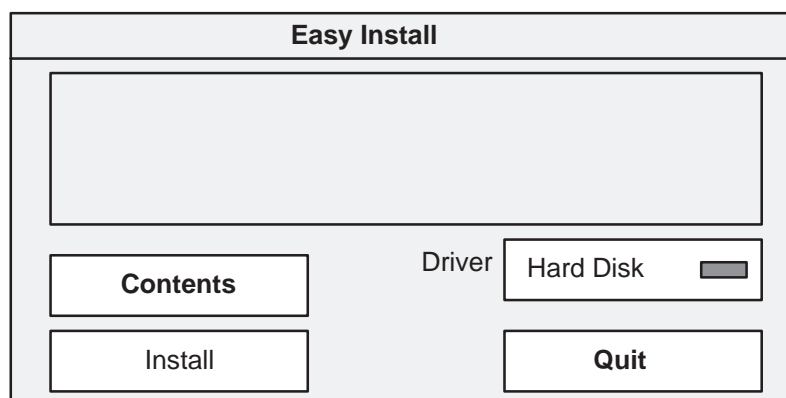 Easy Install
Driver
Hard Disk
Contents
Install
Quit